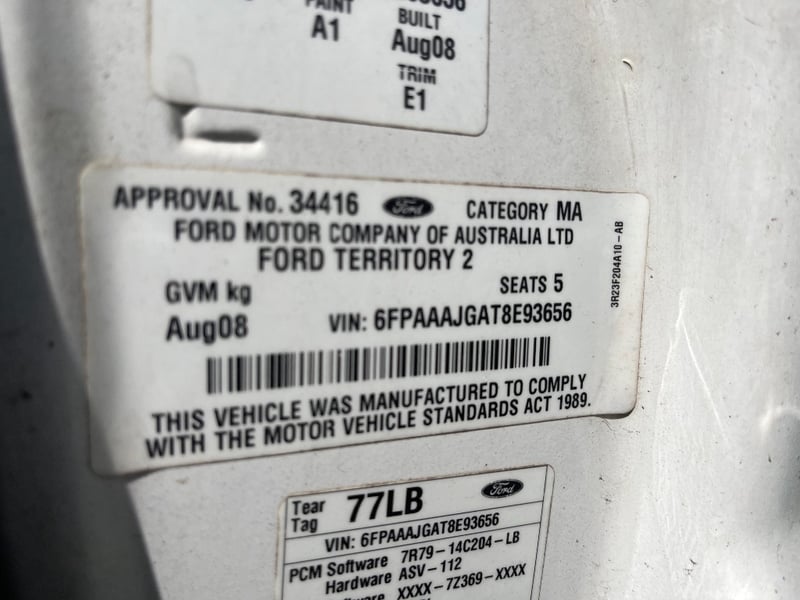 PAINT
A1
BUILT
Aug08
TRIM
E1
APPROVAL No. 34416 Ford CATEGORY MA
FORD MOTOR COMPANY OF AUSTRALIA LTD
FORD TERRITORY 2
GVM kg SEATS 5
Aug08 VIN: 6FPAAAJGAT8E93656
THIS VEHICLE WAS MANUFACTURED TO COMPLY
WITH THE MOTOR VEHICLE STANDARDS ACT 1989.
3R23F204A10-AB
Tear Tag 77LB Ford
VIN: 6FPAAAJGAT8E93656
PCM Software 7R79-14C204-LB
Hardware ASV-112
XXXX-7Z369-XXXX